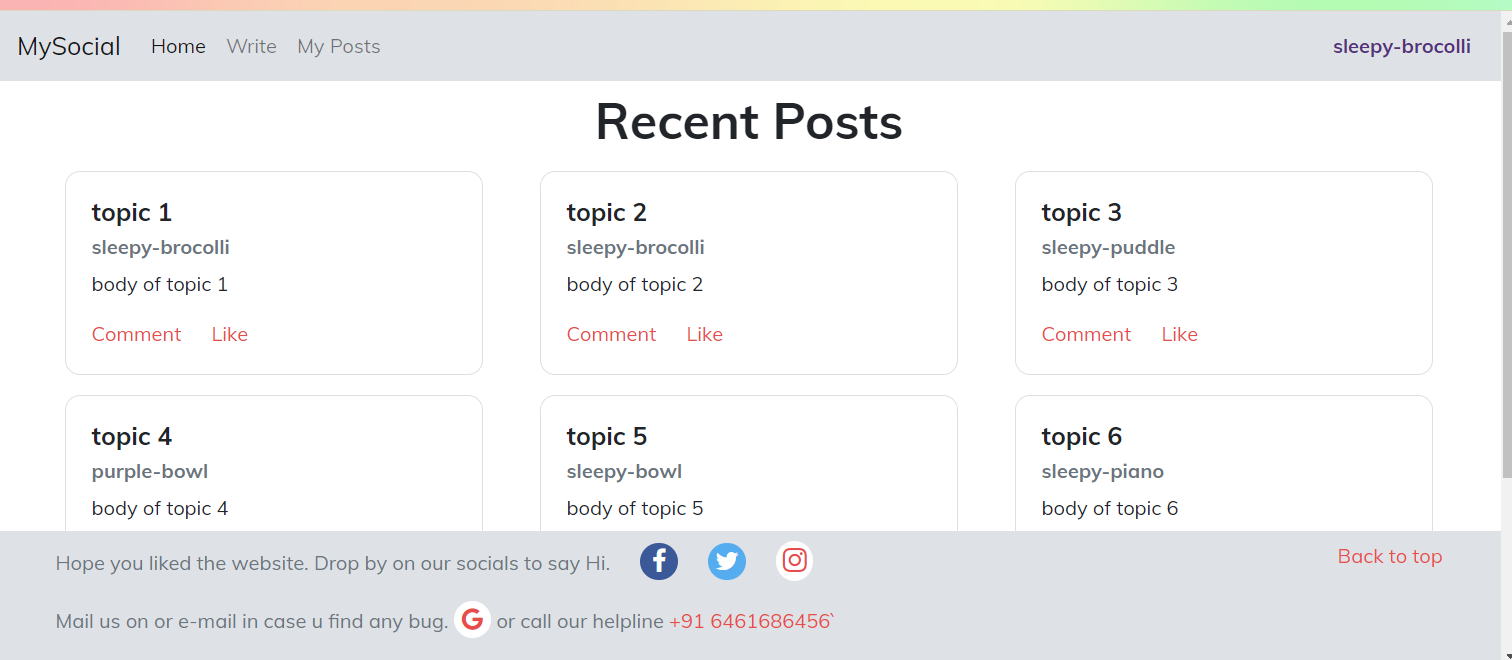 MySocial Home Write My Posts sleepy-brocolli
Recent Posts
topic 1
sleepy-brocolli
body of topic 1
Comment Like
topic 2
sleepy-brocolli
body of topic 2
Comment Like
topic 3
sleepy-puddle
body of topic 3
Comment Like
topic 4
purple-bowl
body of topic 4
topic 5
sleepy-bowl
body of topic 5
topic 6
sleepy-piano
body of topic 6
Hope you liked the website. Drop by on our socials to say Hi.
Back to top
Mail us on or e-mail in case u find any bug. G or call our helpline +91 6461686456`